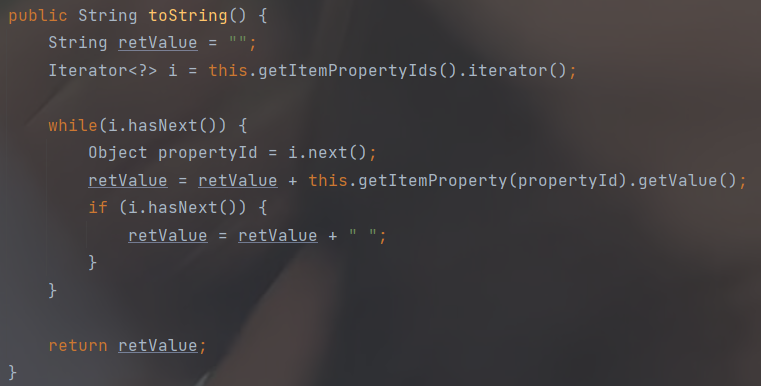 public String toString() {
    String retValue = "";
    Iterator<?> i = this.getItemPropertyIds().iterator();
    while(i.hasNext()) {
        Object propertyId = i.next();
        retValue = retValue + this.getItemProperty(propertyId).getValue();
        if (i.hasNext()) {
            retValue = retValue + " ";
        }
    }
    return retValue;
}